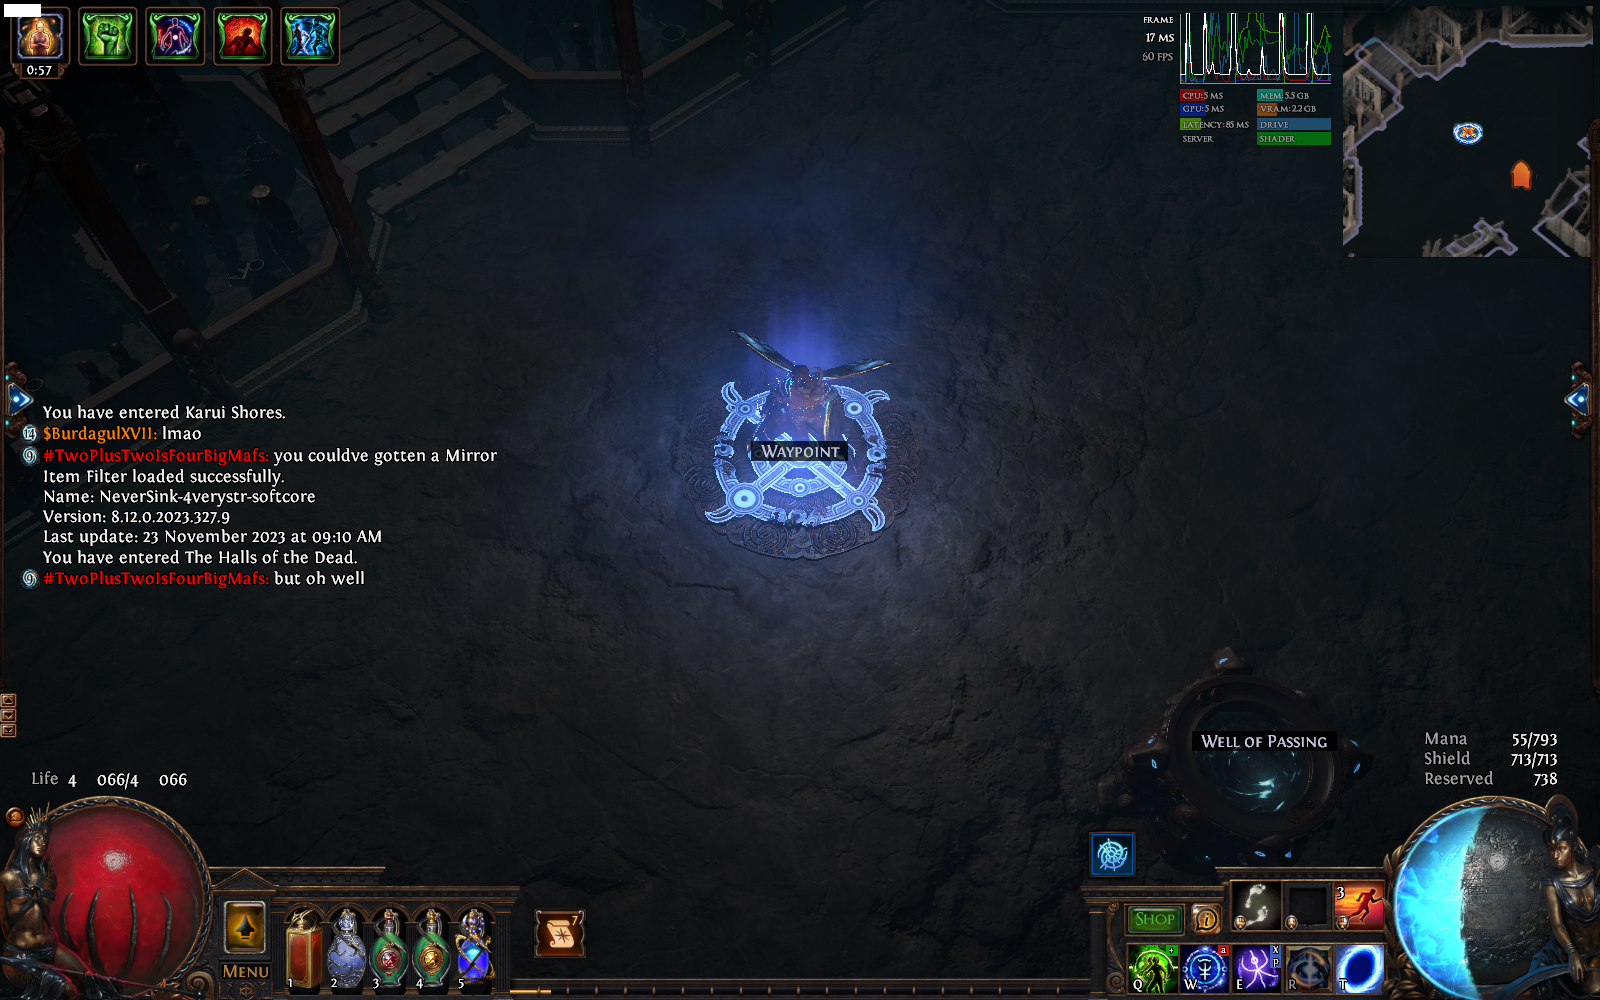 0:57
FRAME
17 MS
60 FPS
CPU:5 MS
MEM:5.5 GB
GPU:5 MS
VRAM:2.2 GB
LATENCY:85 MS
DRIVE
SERVER
SHADER
You have entered Karui Shores.
14 $BurdagulXVII: lmao
9 #TwoPlusTwoIsFourBigMafs: you couldve gotten a Mirror
Item Filter loaded successfully.
Name: NeverSink-4verystr-softcore
Version: 8.12.0.2023.327.9
Last update: 23 November 2023 at 09:10 AM
You have entered The Halls of the Dead.
9 #TwoPlusTwoIsFourBigMafs: but oh well
WAYPOINT
WELL OF PASSING
Life 4 066/4 066
Mana 55/793
Shield 713/713
Reserved 738
MENU
1 2 3 4 5
7
SHOP
3
+ a X P
Q W E R T